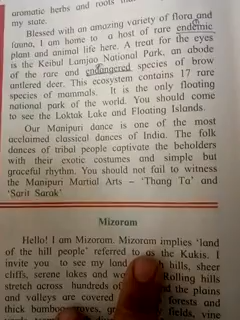 aromatic herbs and roots that
my state.
Blessed with an amazing variety of flora and
fauna, I am home to a host of rare endemic
plant and animal life here. A treat for the eyes
is the Keibul Lamjao National Park, an abode
of the rare and endangered species of brow
antlered deer. This ecosystem contains 17 rare
species of mammals. It is the only floating
national park of the world. You should come
to see the Loktak Lake and Floating Islands.
Our Manipuri dance is one of the most
acclaimed classical dances of India. The folk
dances of tribal people captivate the beholders
with their exotic costumes and simple but
graceful rhythm. You should not fail to witness
the Manipuri Martial Arts – 'Thang Ta' and
'Sarit Sarak'
Mizoram
Hello! I am Mizoram. Mizoram implies 'land
of the hill people' referred to as the Kukis. I
invite you to see my land hills, sheer
cliffs, serene lakes and Rolling hills
stretch across hundreds of and the plains
and valleys are covered forests and
thick bamboo fields, vine